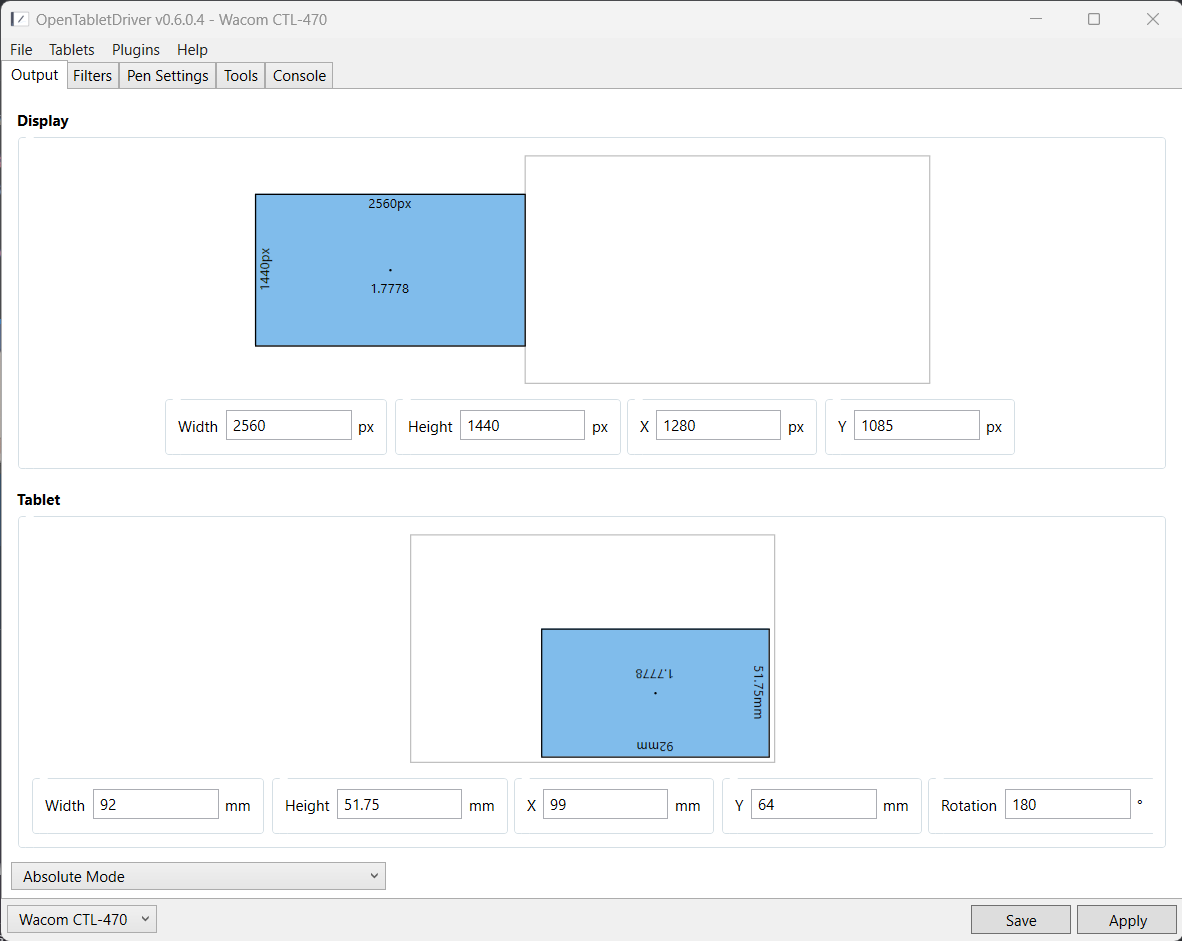 OpenTabletDriver v0.6.0.4 - Wacom CTL-470
File Tablets Plugins Help
Output Filters Pen Settings Tools Console
Display
2560px
1440px
1.7778
Width 2560 px Height 1440 px X 1280 px Y 1085 px
Tablet
1.7778
51.75mm
92mm
Width 92 mm Height 51.75 mm X 99 mm Y 64 mm Rotation 180 °
Absolute Mode
Wacom CTL-470 Save Apply